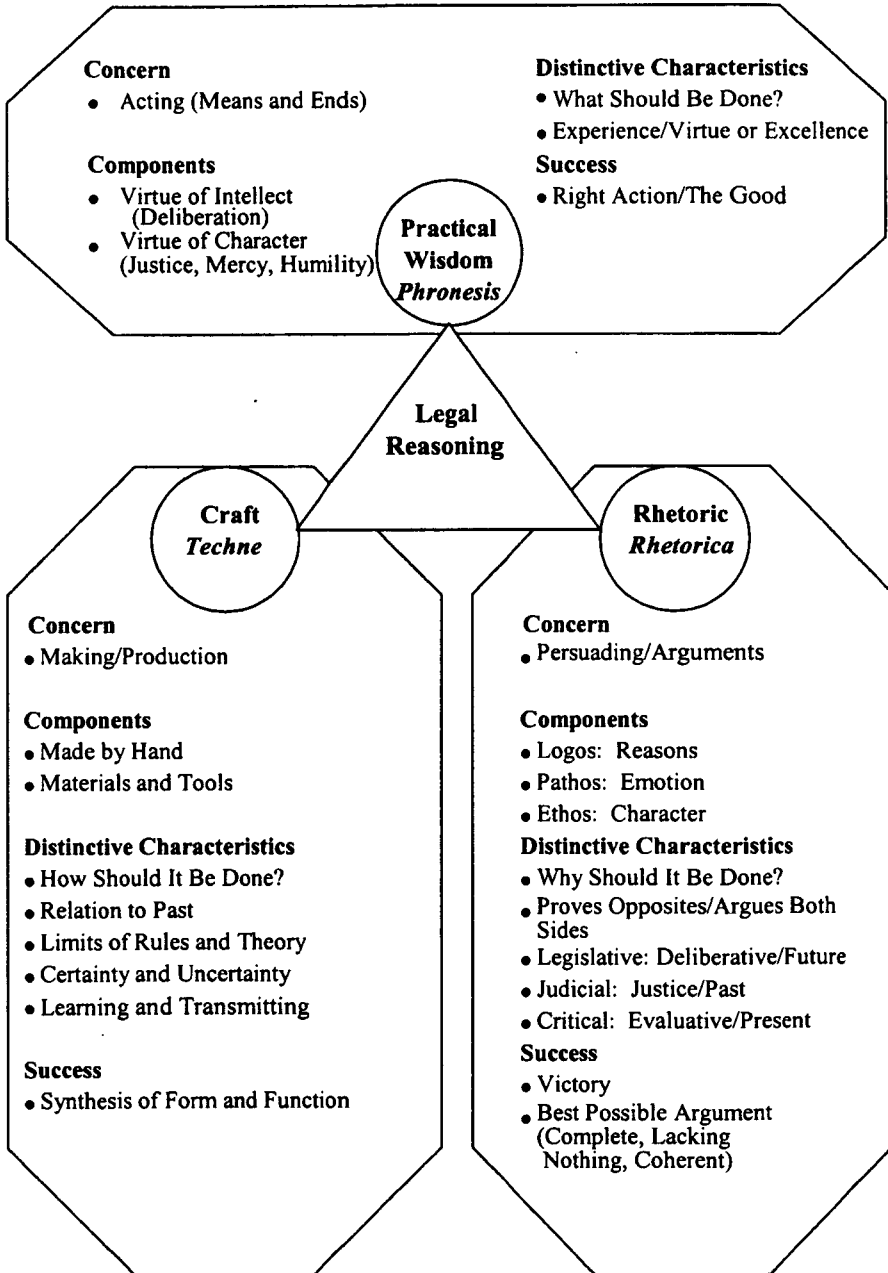 Concern
• Acting (Means and Ends)
Components
• Virtue of Intellect
(Deliberation)
• Virtue of Character
(Justice, Mercy, Humility)
Distinctive Characteristics
• What Should Be Done?
• Experience/Virtue or Excellence
Success
• Right Action/The Good
Practical
Wisdom
Phronesis
Legal
Reasoning
Craft
Techne
Concern
• Making/Production
Components
• Made by Hand
• Materials and Tools
Distinctive Characteristics
• How Should It Be Done?
• Relation to Past
• Limits of Rules and Theory
• Certainty and Uncertainty
• Learning and Transmitting
Success
• Synthesis of Form and Function
Rhetoric
Rhetorica
Concern
• Persuading/Arguments
Components
• Logos: Reasons
• Pathos: Emotion
• Ethos: Character
Distinctive Characteristics
• Why Should It Be Done?
• Proves Opposites/Argues Both
Sides
• Legislative: Deliberative/Future
• Judicial: Justice/Past
• Critical: Evaluative/Present
Success
• Victory
• Best Possible Argument
(Complete, Lacking
Nothing, Coherent)